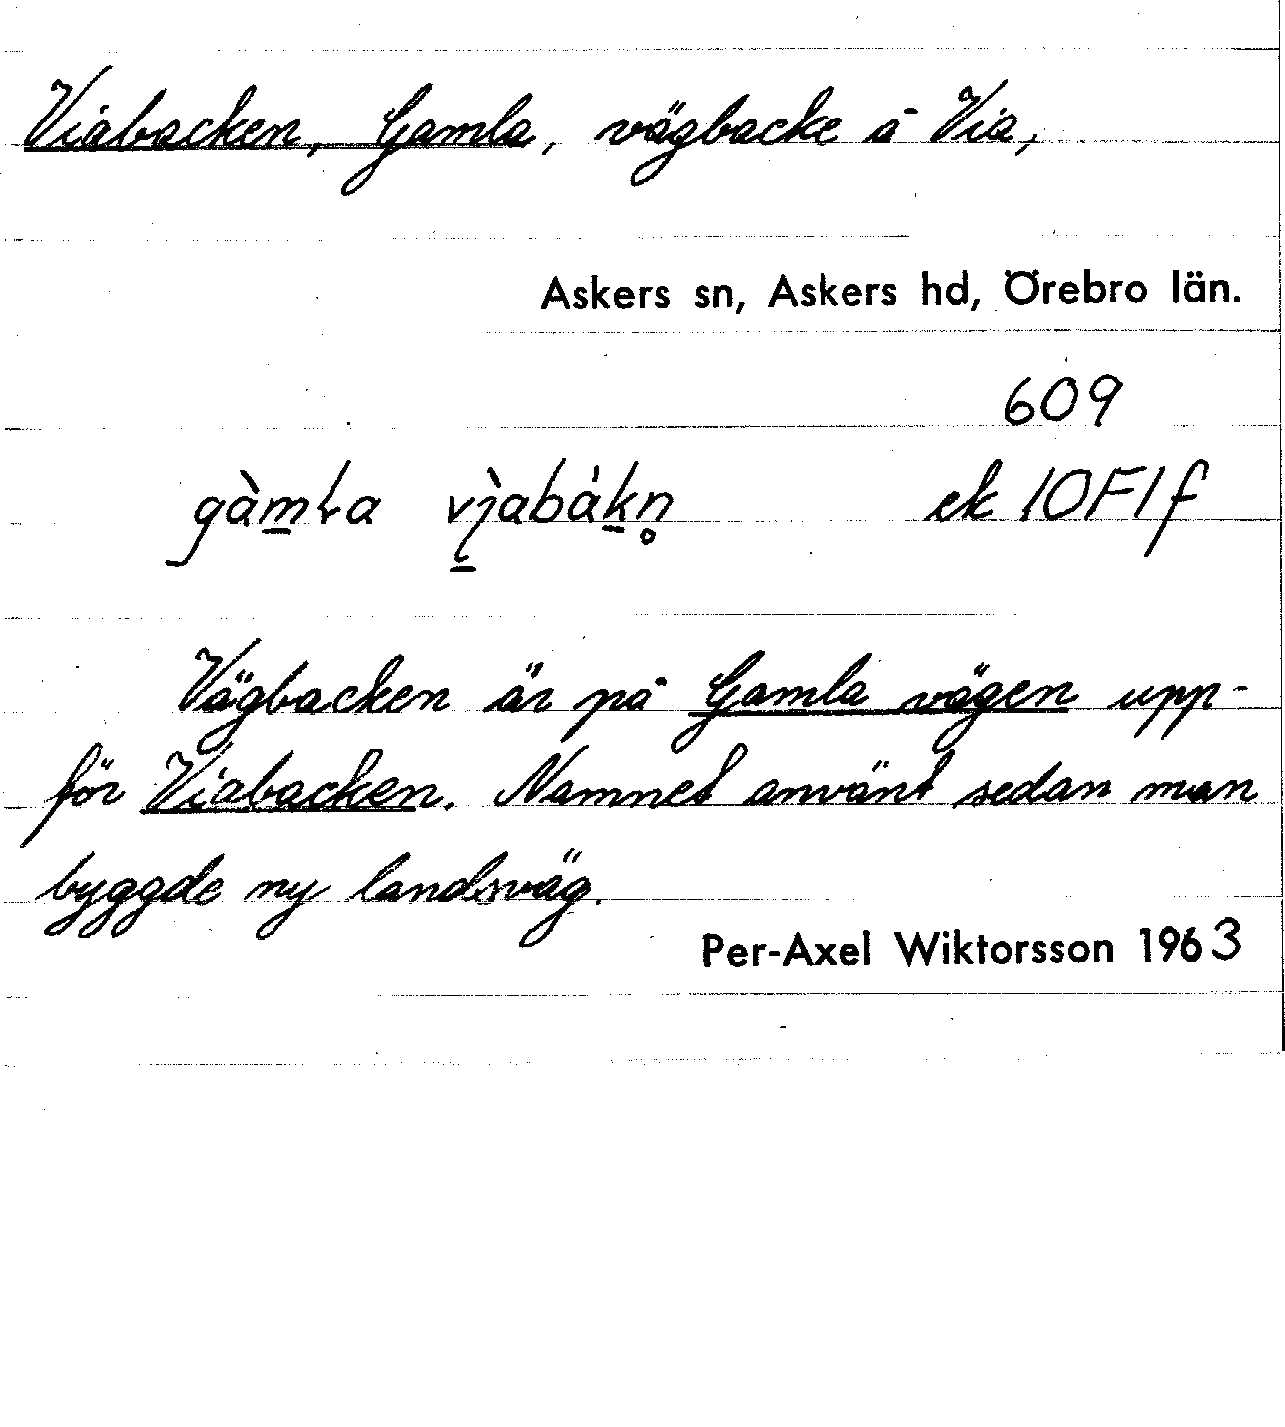 Viabacken, Gamla, vägbacke å Via,
Askers sn, Askers hd, Örebro län.
609
gàmla vìabákn̥ ek 10F1f
Vägbacken är på Gamla vägen upp-
för Viabacken. Namnet använt sedan man
byggde ny landsväg.
Per-Axel Wiktorsson 1963